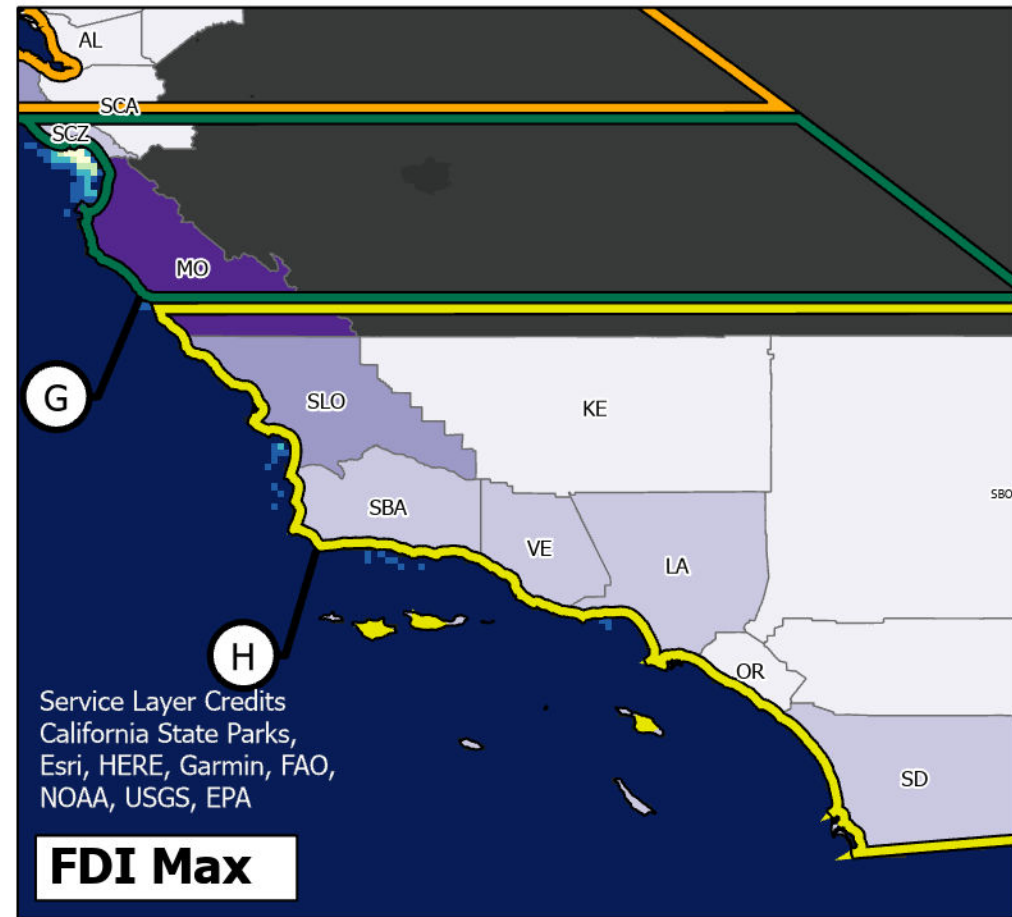 AL
SCA
SCZ
MO
G
SLO
KE
SBO
SBA
VE
LA
H
OR
SD
Service Layer Credits
California State Parks,
Esri, HERE, Garmin, FAO,
NOAA, USGS, EPA
FDI Max